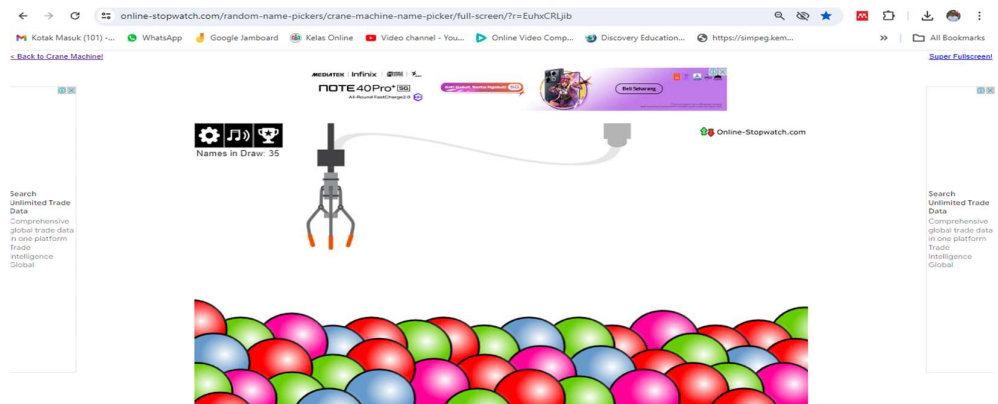 online-stopwatch.com/random-name-pickers/crane-machine-name-picker/full-screen/?r=EuhxCRLjib
Kotak Masuk (101) -... WhatsApp Google Jamboard Kelas Online Video channel - You... Online Video Comp... Discovery Education... https://simpeg.kem... » All Bookmarks
< Back to Crane Machine!
Super Fullscreen!
MEDIATEK Infinix
NOTE 40Pro+ 5G
All-Round FastCharge2.0
Beli Sekarang
Online-Stopwatch.com
Names in Draw: 35
Search
Unlimited Trade
Data
Comprehensive
global trade data
in one platform
Trade
Intelligence
Global
Search
Unlimited Trade
Data
Comprehensive
global trade data
in one platform
Trade
Intelligence
Global